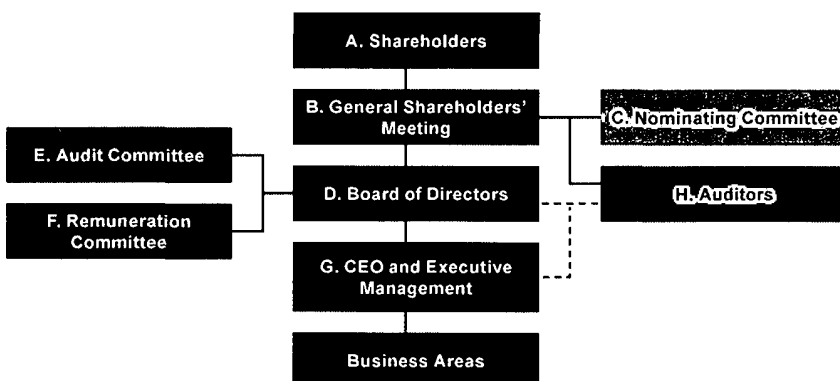 A. Shareholders
B. General Shareholders'
Meeting
C. Nominating Committee
E. Audit Committee
D. Board of Directors
H. Auditors
F. Remuneration
Committee
G. CEO and Executive
Management
Business Areas